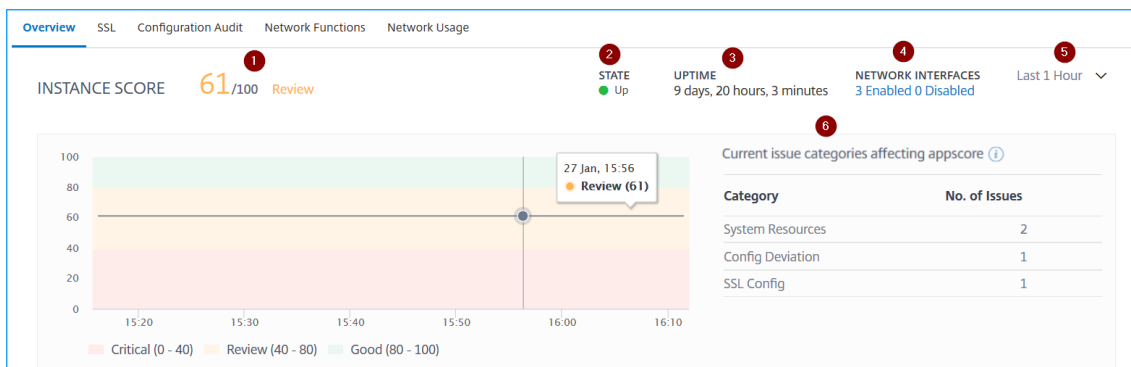 Overview SSL Configuration Audit Network Functions Network Usage
1 2 3 4 5
INSTANCE SCORE 61/100 Review
STATE
Up
UPTIME
9 days, 20 hours, 3 minutes
NETWORK INTERFACES
3 Enabled 0 Disabled
Last 1 Hour
6
100
80
60
40
20
0
27 Jan, 15:56
Review (61)
15:20 15:30 15:40 15:50 16:00 16:10
Critical (0 - 40) Review (40 - 80) Good (80 - 100)
Current issue categories affecting appscore i
Category No. of Issues
System Resources 2
Config Deviation 1
SSL Config 1